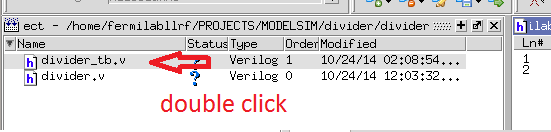 ect - /home/fermilabllrf/PROJECTS/MODELSIM/divider/divider
Name Status Type Order Modified
divider_tb.v Verilog 1 10/24/14 02:08:54...
divider.v ? Verilog 0 10/24/14 12:03:32...
double click
ilab
Ln#
1
2